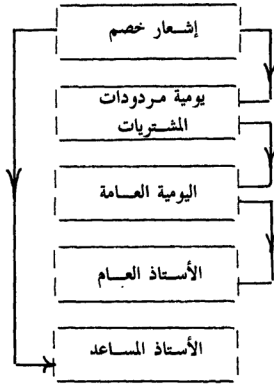 إشعار خصم
يومية مردودات
المشتريات
اليومية العامة
الأستاذ العام
الأستاذ المساعد